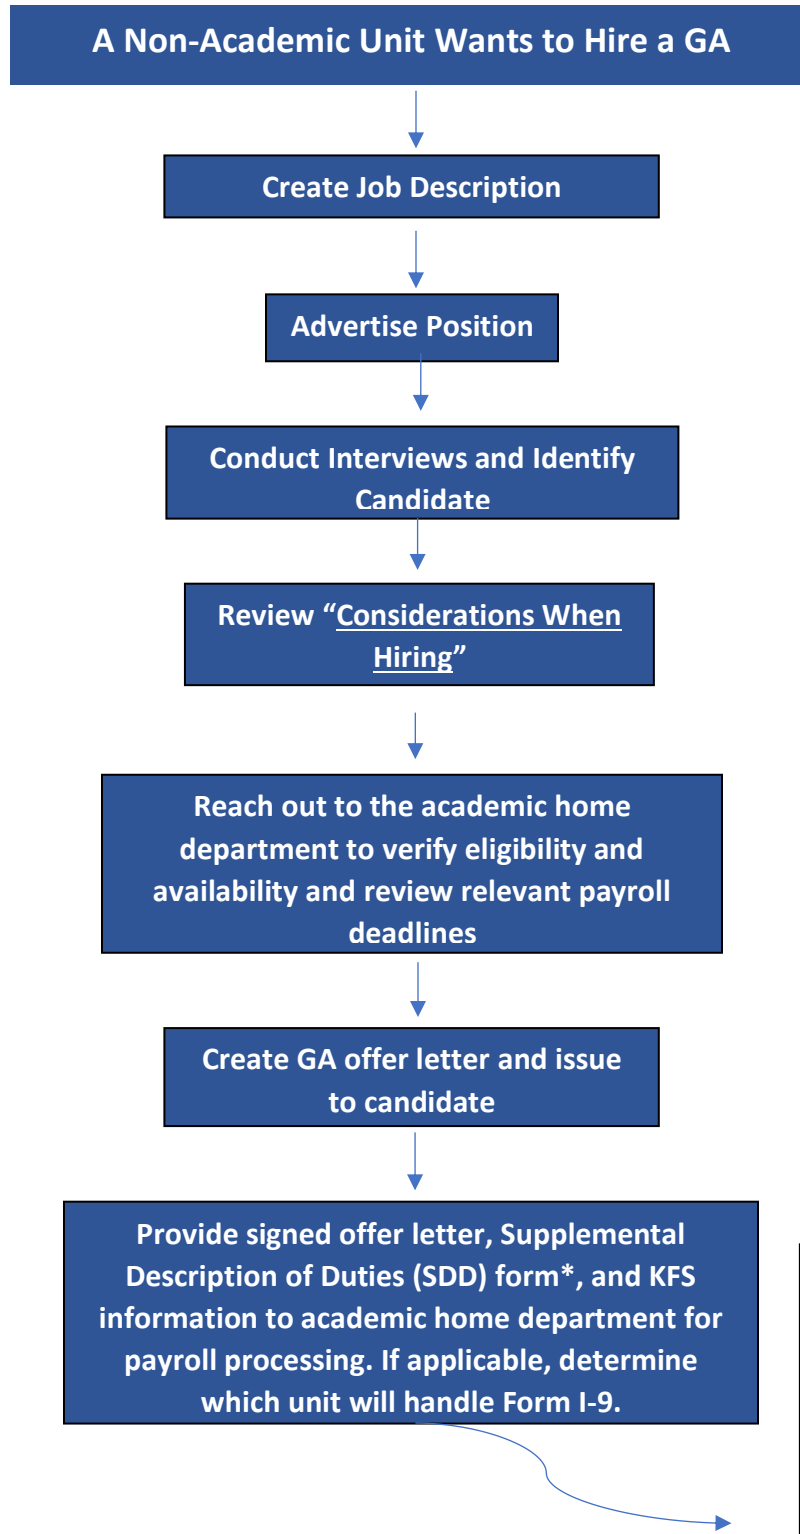 A Non-Academic Unit Wants to Hire a GA
Create Job Description
Advertise Position
Conduct Interviews and Identify
Candidate
Review “Considerations When
Hiring”
Reach out to the academic home
department to verify eligibility and
availability and review relevant payroll
deadlines
Create GA offer letter and issue
to candidate
Provide signed offer letter, Supplemental
Description of Duties (SDD) form*, and KFS
information to academic home department for
payroll processing. If applicable, determine
which unit will handle Form I-9.